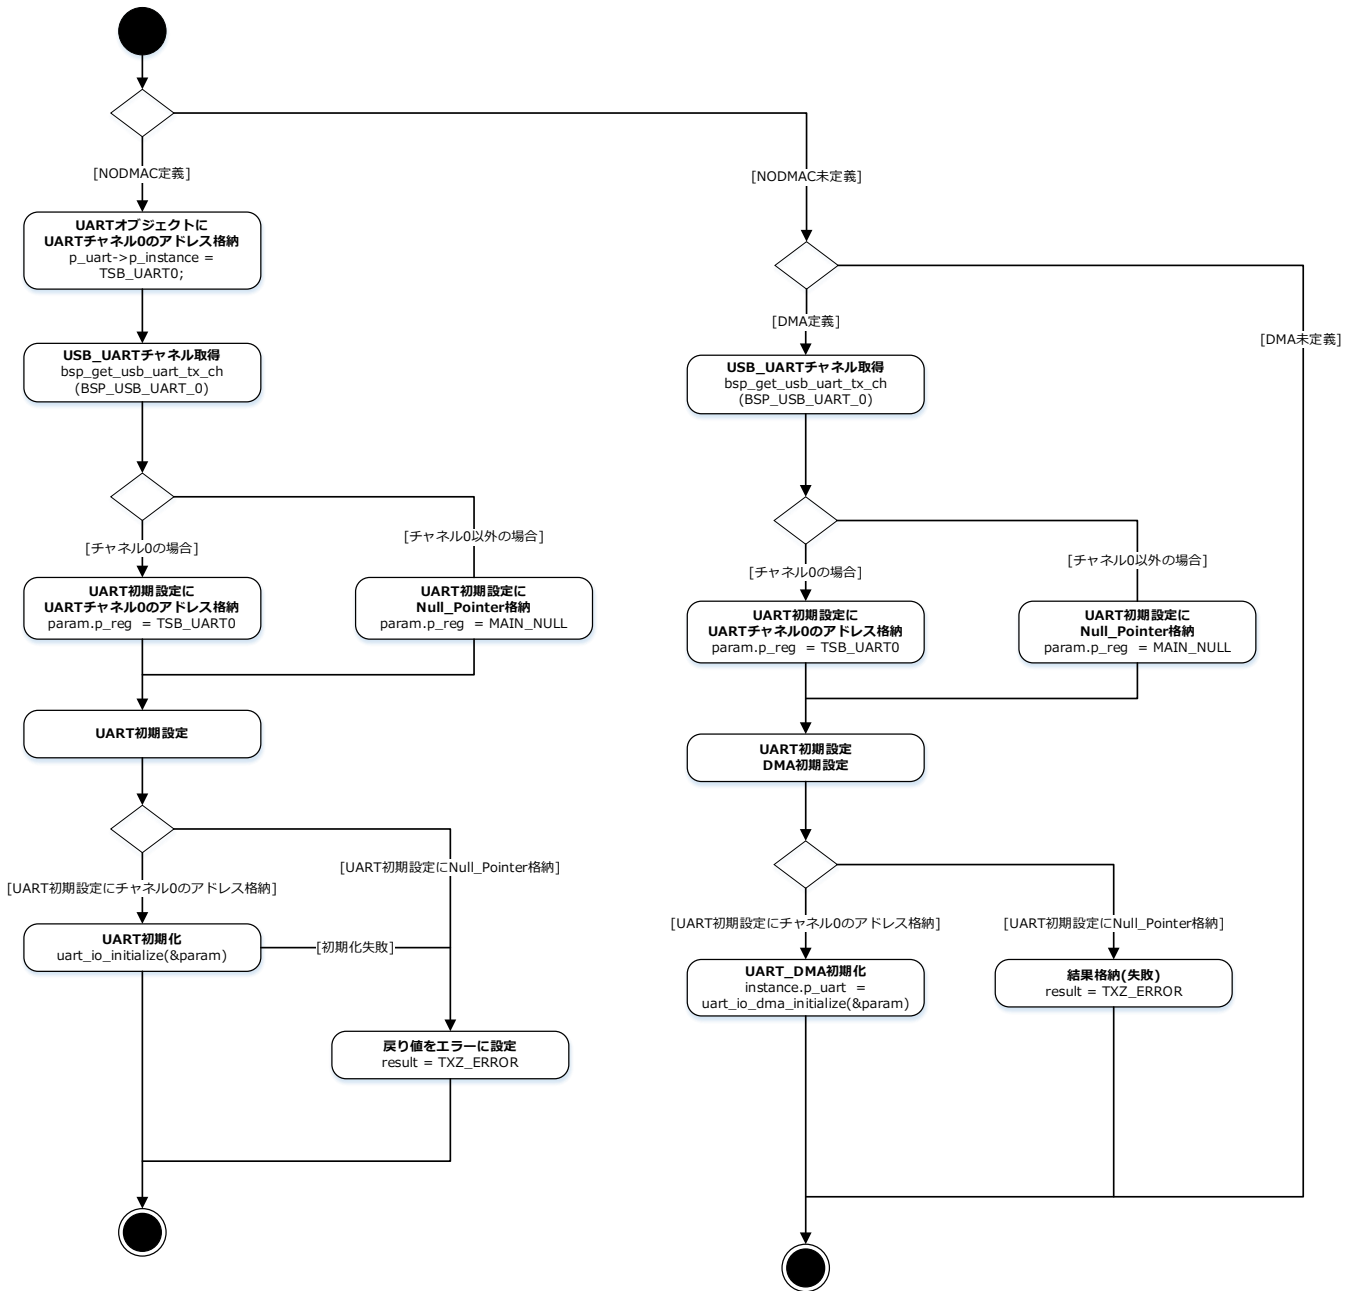 [NODMAC定義]
UARTオブジェクトに
UARTチャネル0のアドレス格納
p_uart->p_instance =
TSB_UART0;
USB_UARTチャネル取得
bsp_get_usb_uart_tx_ch
(BSP_USB_UART_0)
[チャネル0の場合]
[チャネル0以外の場合]
UART初期設定に
UARTチャネル0のアドレス格納
param.p_reg = TSB_UART0
UART初期設定に
Null_Pointer格納
param.p_reg = MAIN_NULL
UART初期設定
[UART初期設定にチャネル0のアドレス格納]
[UART初期設定にNull_Pointer格納]
UART初期化
uart_io_initialize(&param)
[初期化失敗]
戻り値をエラーに設定
result = TXZ_ERROR
[NODMAC未定義]
[DMA定義]
[DMA未定義]
USB_UARTチャネル取得
bsp_get_usb_uart_tx_ch
(BSP_USB_UART_0)
[チャネル0の場合]
[チャネル0以外の場合]
UART初期設定に
UARTチャネル0のアドレス格納
param.p_reg = TSB_UART0
UART初期設定に
Null_Pointer格納
param.p_reg = MAIN_NULL
UART初期設定
DMA初期設定
[UART初期設定にチャネル0のアドレス格納]
[UART初期設定にNull_Pointer格納]
UART_DMA初期化
instance.p_uart =
uart_io_dma_initialize(&param)
結果格納(失敗)
result = TXZ_ERROR